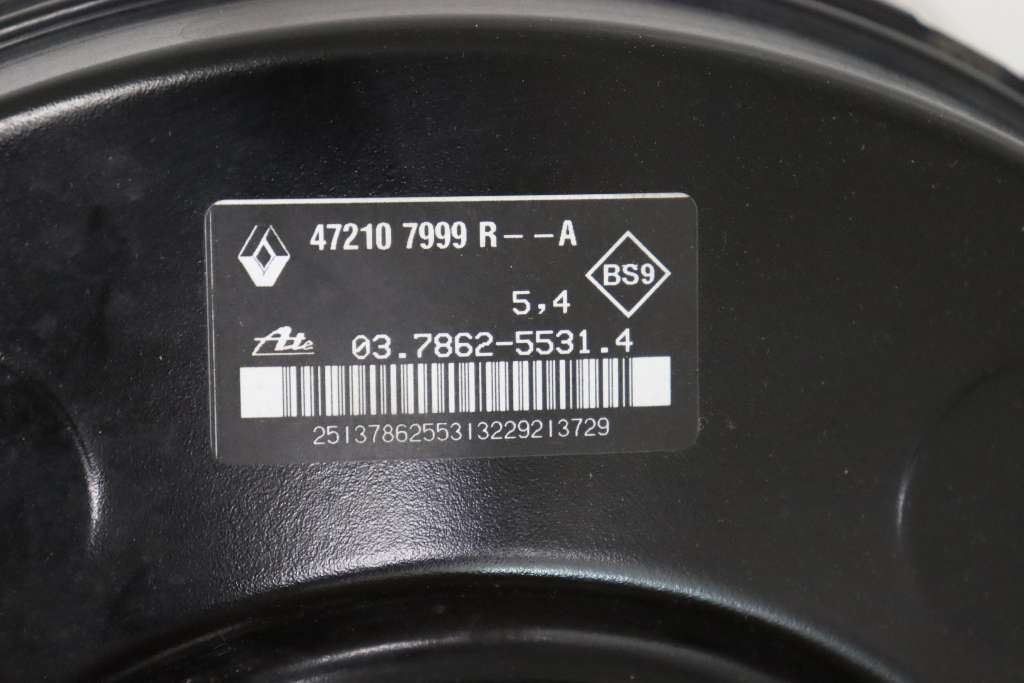 47210 7999 R--A
BS9
5,4
Ate 03.7862-5531.4
25137862553132292137​29